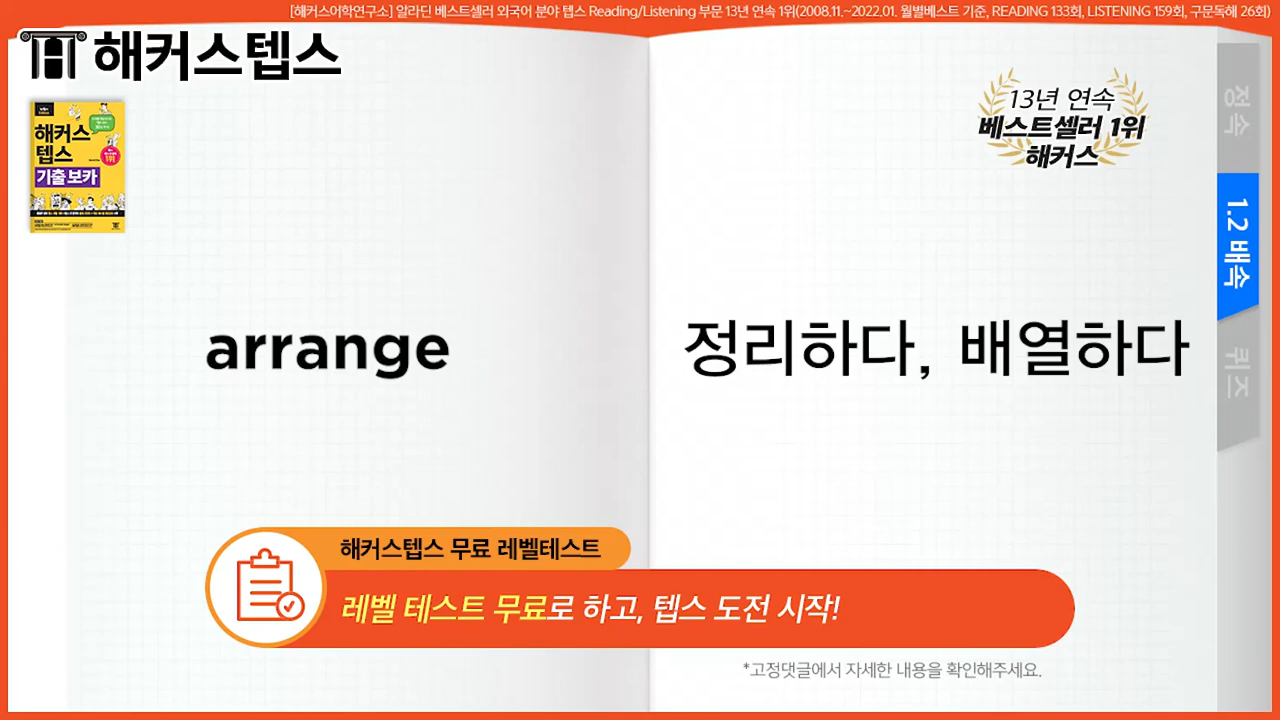 [해커스어학연구소] 알라딘 베스트셀러 외국어 분야 텝스 Reading/Listening 부문 13년 연속 1위(2008.11.~2022.01. 월별베스트 기준, READING 133회, LISTENING 159회, 구문독해 26회)
해커스텝스
해커스
텝스
기출보카
13년 연속
베스트셀러 1위
해커스
정속
1.2 배속
퀴즈
arrange
정리하다, 배열하다
해커스텝스 무료 레벨테스트
레벨 테스트 무료로 하고, 텝스 도전 시작!
*고정댓글에서 자세한 내용을 확인해주세요.